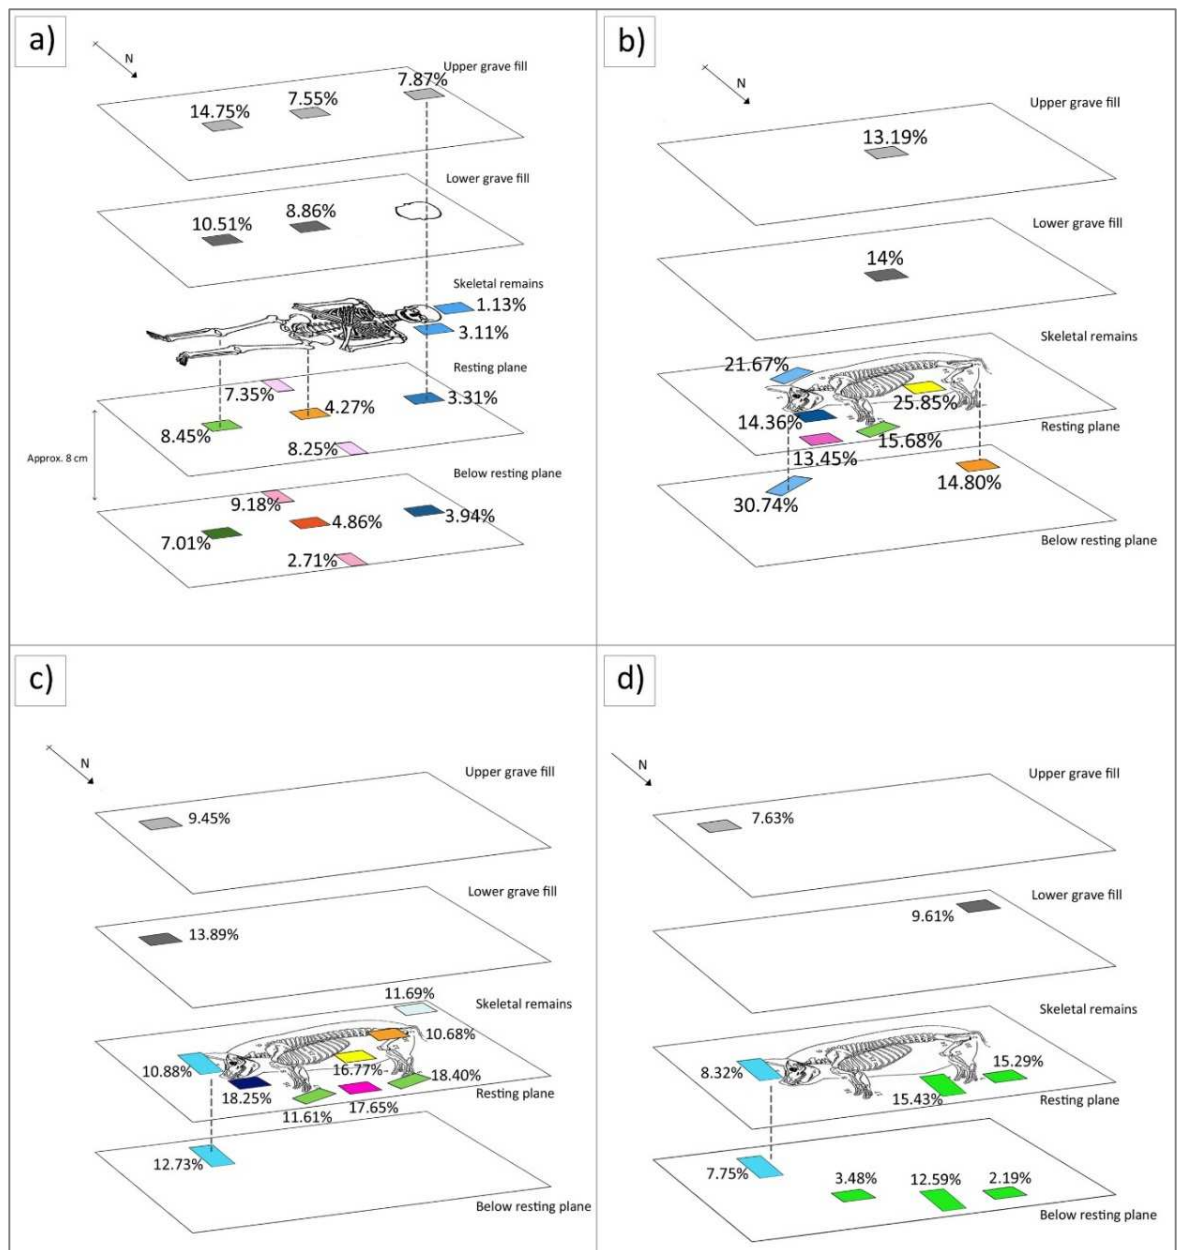 a)
N
Upper grave fill
7.87%
7.55%
14.75%
Lower grave fill
8.86%
10.51%
Skeletal remains
1.13%
3.11%
Resting plane
7.35%
3.31%
4.27%
8.45%
8.25%
Approx. 8 cm
Below resting plane
9.18%
3.94%
4.86%
7.01%
2.71%
b)
N
Upper grave fill
13.19%
Lower grave fill
14%
Skeletal remains
21.67%
25.85%
14.36%
15.68%
Resting plane
13.45%
14.80%
30.74%
Below resting plane
c)
N
Upper grave fill
9.45%
Lower grave fill
13.89%
11.69%
Skeletal remains
10.68%
10.88%
16.77%
18.40%
18.25%
Resting plane
11.61%
17.65%
12.73%
Below resting plane
d)
N
Upper grave fill
7.63%
Lower grave fill
9.61%
Skeletal remains
15.29%
8.32%
15.43%
Resting plane
7.75%
3.48%
12.59%
2.19%
Below resting plane